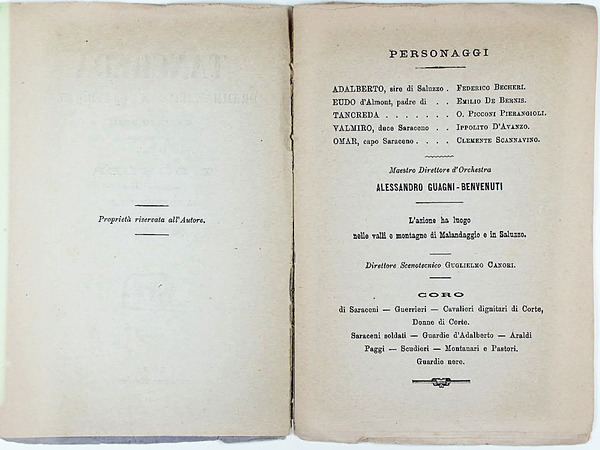 Proprietà riservata all'Autore.
PERSONAGGI
ADALBERTO, sire di Saluzzo . FEDERICO BECHERI.
EUDO d'Almont, padre di . . EMILIO DE BERNIS.
TANCREDA . . . . . . . O. PICCONI PIERANGIOLI.
VALMIRO, duce Saraceno . . IPPOLITO D'AVANZO.
OMAR, capo Saraceno . . . . CLEMENTE SCANNAVINO.
Maestro Direttore d'Orchestra
ALESSANDRO GUAGNI-BENVENUTI
L'azione ha luogo
nelle valli e montagne di Malandaggio e in Saluzzo.
Direttore Scenotecnico GUGLIELMO CANORI.
CORO
di Saraceni — Guerrieri — Cavalieri dignitari di Corte,
Donne di Corte.
Saraceni soldati — Guardie d'Adalberto — Araldi
Paggi — Scudieri — Montanari e Pastori.
Guardie nere.